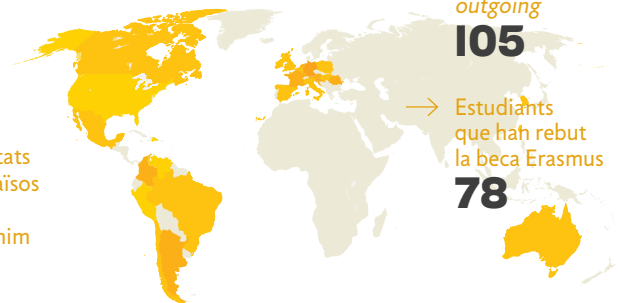 outgoing
105
Estudiants
que han rebut
la beca Erasmus
78